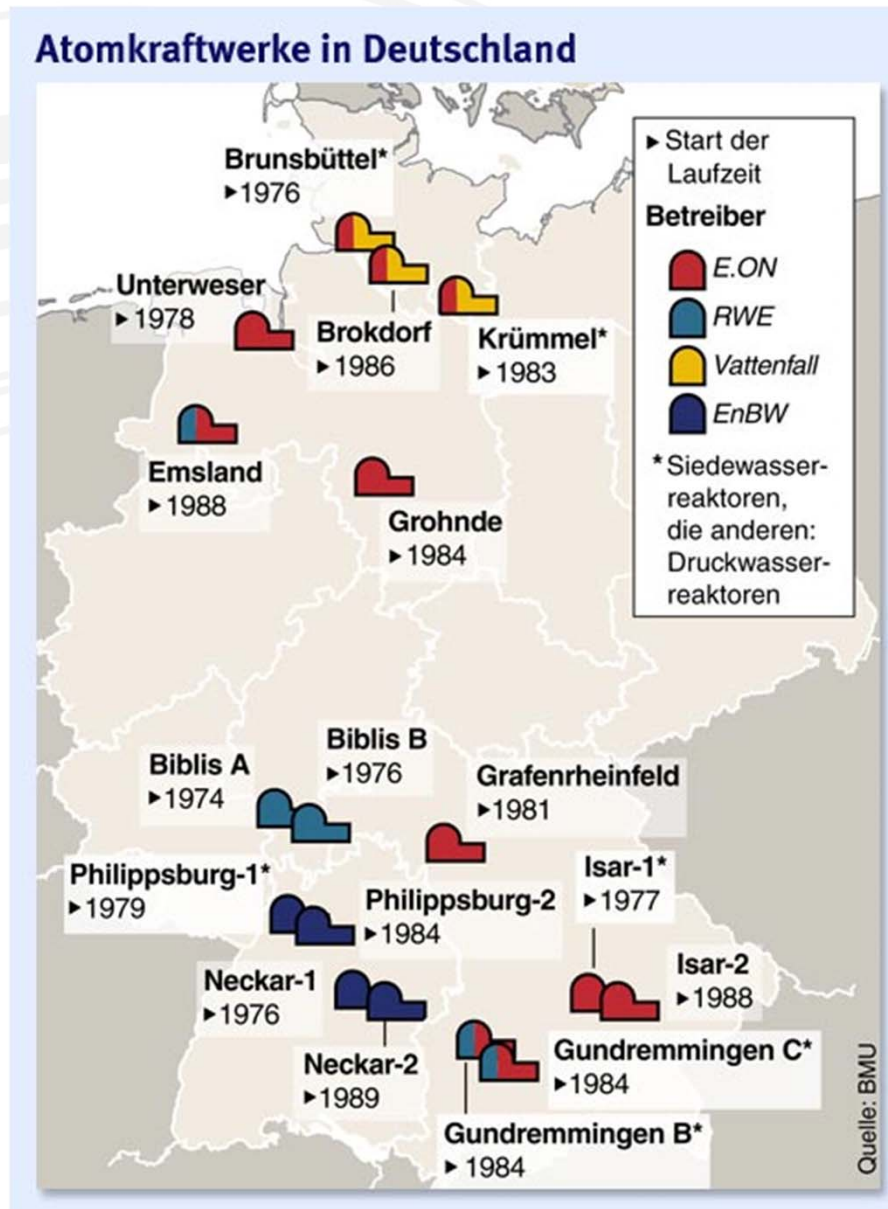 Atomkraftwerke in Deutschland
Brunsbüttel*
▶1976
▶ Start der
Laufzeit
Betreiber
E.ON
RWE
Vattenfall
EnBW
* Siedewasser-
reaktoren,
die anderen:
Druckwasser-
reaktoren
Unterweser
▶ 1978
Brokdorf
▶ 1986
Krümmel*
▶ 1983
Emsland
▶ 1988
Grohnde
▶ 1984
Biblis A
▶1974
Biblis B
▶1976
Grafenrheinfeld
▶1981
Philippsburg-1*
▶ 1979
Philippsburg-2
▶ 1984
Isar-1*
▶ 1977
Isar-2
▶ 1988
Neckar-1
▶1976
Neckar-2
▶1989
Gundremmingen C*
▶1984
Gundremmingen B*
▶ 1984
Quelle: BMU